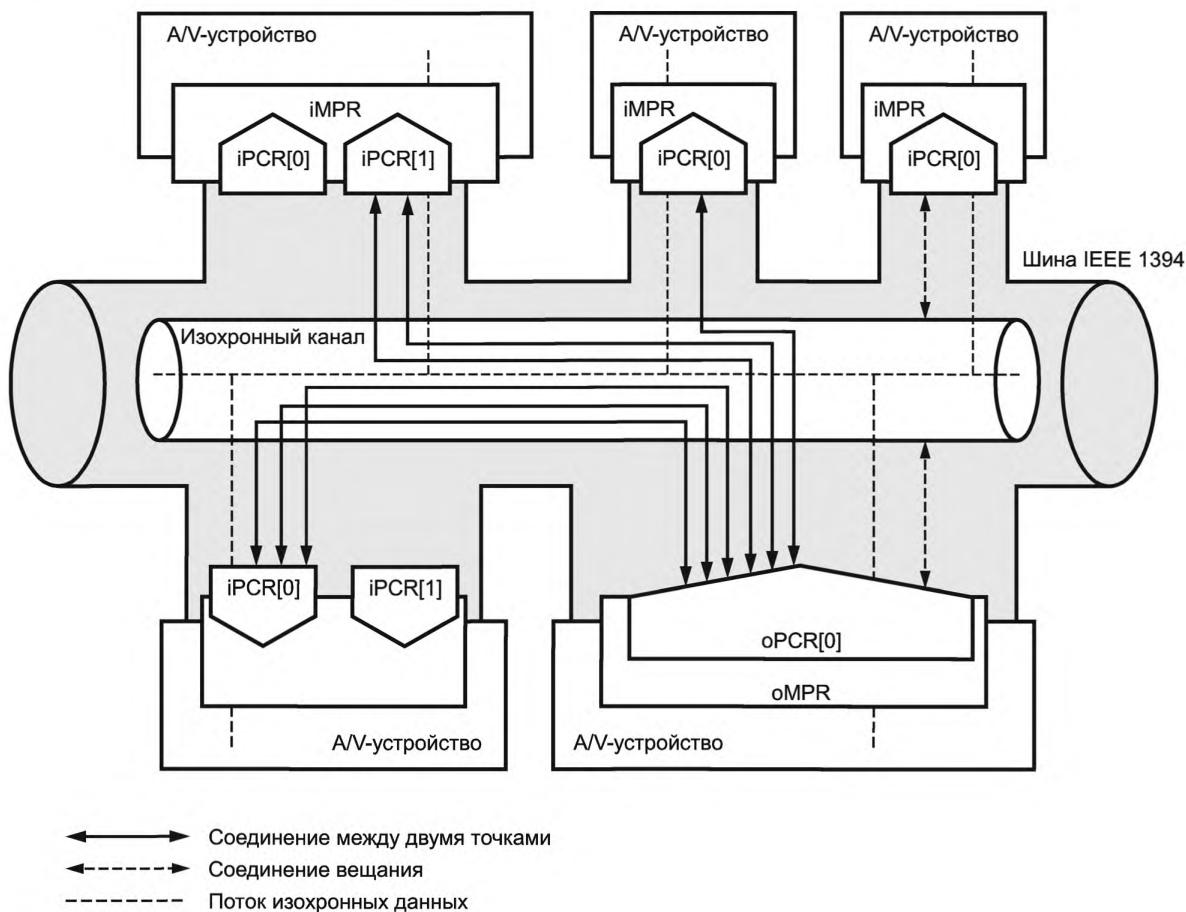 A/V-устройство
A/V-устройство
A/V-устройство
iMPR
iMPR
iMPR
iPCR[0]
iPCR[1]
iPCR[0]
iPCR[0]
Шина IEEE 1394
Изохронный канал
iPCR[0]
iPCR[1]
oPCR[0]
oMPR
A/V-устройство
A/V-устройство
Соединение между двумя точками
Соединение вещания
Поток изохронных данных